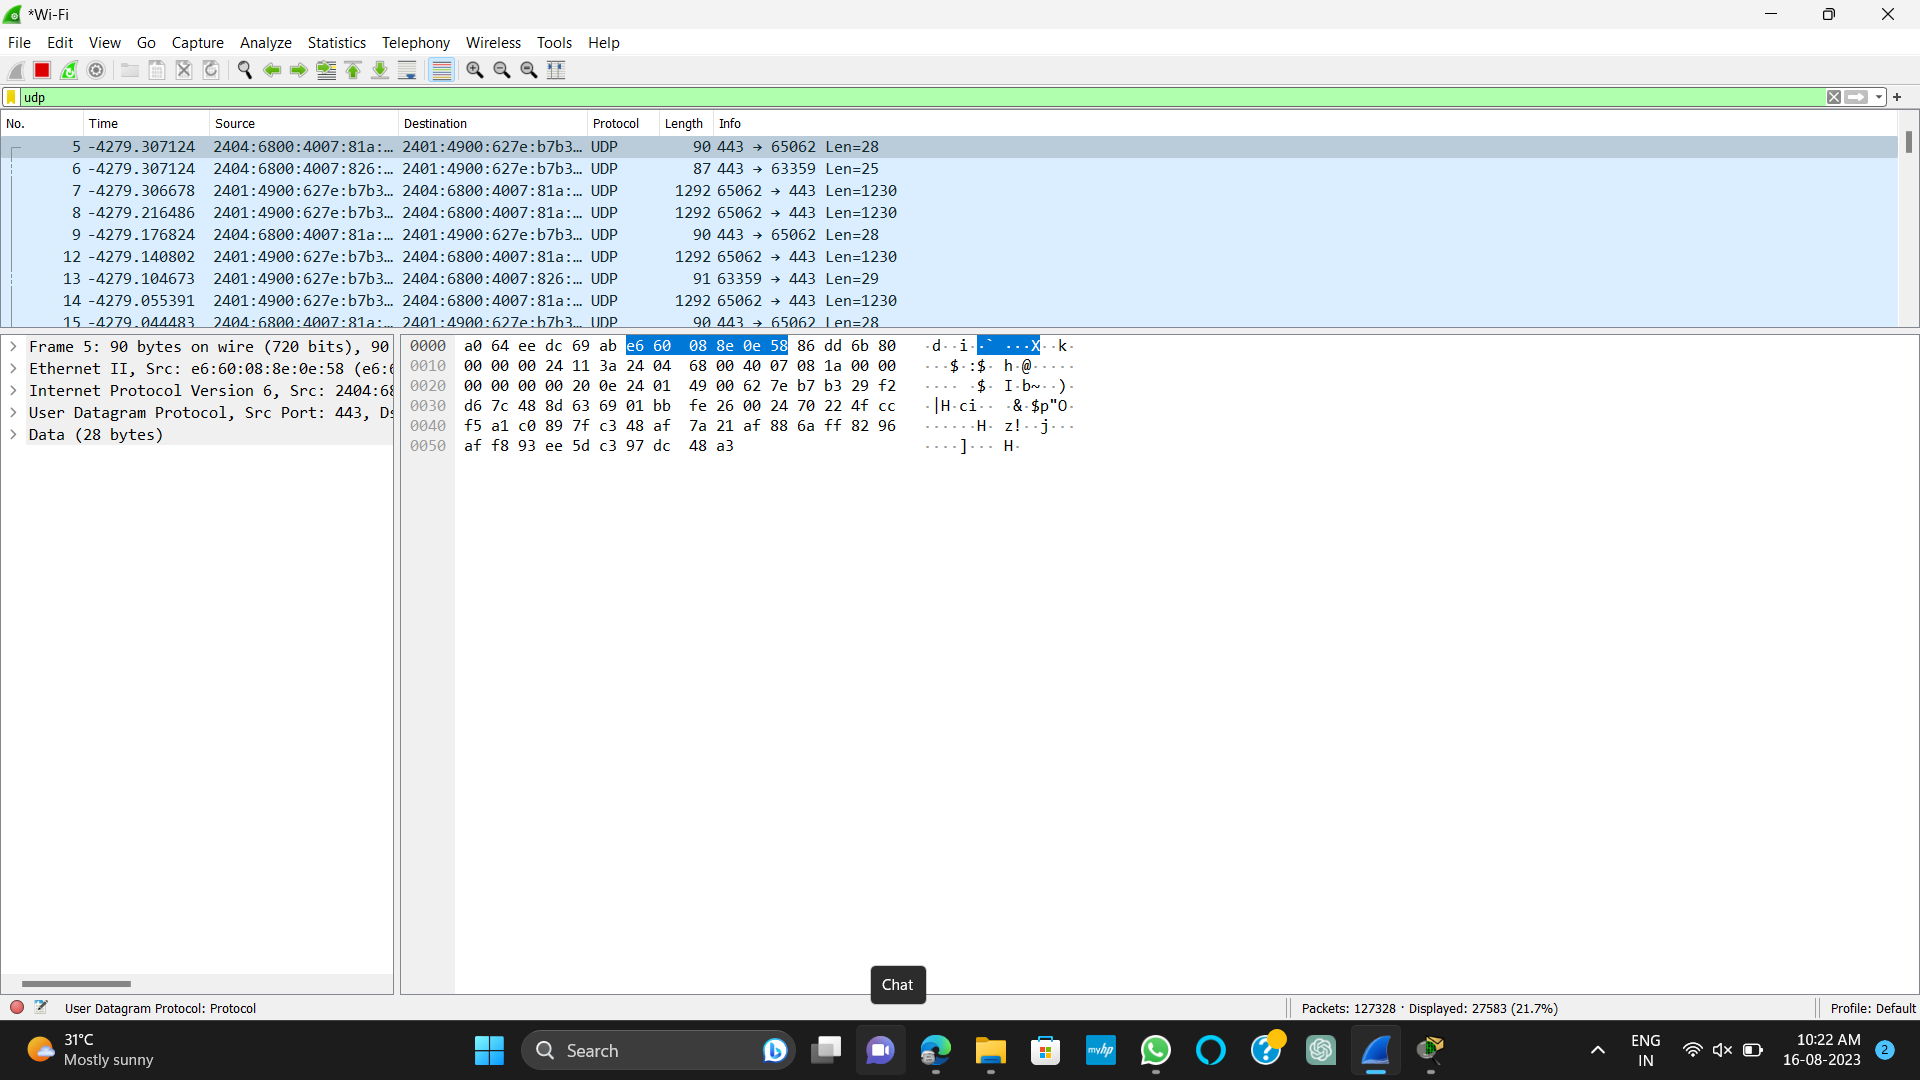 *Wi-Fi
File Edit View Go Capture Analyze Statistics Telephony Wireless Tools Help
udp
No. Time Source Destination Protocol Length Info
5 -4279.307124 2404:6800:4007:81a:… 2401:4900:627e:b7b3… UDP 90 443 → 65062 Len=28
6 -4279.307124 2404:6800:4007:826:… 2401:4900:627e:b7b3… UDP 87 443 → 63359 Len=25
7 -4279.306678 2401:4900:627e:b7b3… 2404:6800:4007:81a:… UDP 1292 65062 → 443 Len=1230
8 -4279.216486 2401:4900:627e:b7b3… 2404:6800:4007:81a:… UDP 1292 65062 → 443 Len=1230
9 -4279.176824 2404:6800:4007:81a:… 2401:4900:627e:b7b3… UDP 90 443 → 65062 Len=28
12 -4279.140802 2401:4900:627e:b7b3… 2404:6800:4007:81a:… UDP 1292 65062 → 443 Len=1230
13 -4279.104673 2401:4900:627e:b7b3… 2404:6800:4007:826:… UDP 91 63359 → 443 Len=29
14 -4279.055391 2401:4900:627e:b7b3… 2404:6800:4007:81a:… UDP 1292 65062 → 443 Len=1230
15 -4279.044483 2404:6800:4007:81a:… 2401:4900:627e:b7b3… UDP 90 443 → 65062 Len=28
Frame 5: 90 bytes on wire (720 bits), 90
Ethernet II, Src: e6:60:08:8e:0e:58 (e6:6
Internet Protocol Version 6, Src: 2404:68
User Datagram Protocol, Src Port: 443, Ds
Data (28 bytes)
0000 a0 64 ee dc 69 ab e6 60 08 8e 0e 58 86 dd 6b 80 ·d··i··` ···X··k·
0010 00 00 00 24 11 3a 24 04 68 00 40 07 08 1a 00 00 ···$·:$· h·@·····
0020 00 00 00 00 20 0e 24 01 49 00 62 7e b7 b3 29 f2 ···· ·$· I·b~··)·
0030 d6 7c 48 8d 63 69 01 bb fe 26 00 24 70 22 4f cc ·|H·ci·· ·&·$p"O·
0040 f5 a1 c0 89 7f c3 48 af 7a 21 af 88 6a ff 82 96 ······H· z!··j···
0050 af f8 93 ee 5d c3 97 dc 48 a3 ····]··· H·
Chat
User Datagram Protocol: Protocol Packets: 127328 · Displayed: 27583 (21.7%) Profile: Default
31°C
Mostly sunny
Search
myhp
ENG
IN
10:22 AM
16-08-2023
2